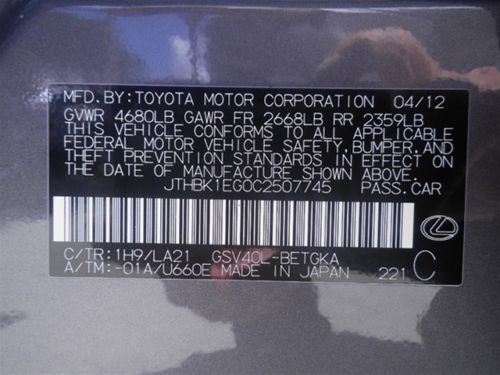 MFD. BY: TOYOTA MOTOR CORPORATION 04/12
GVWR 4680LB GAWR FR 2668LB RR 2359LB
THIS VEHICLE CONFORMS TO ALL APPLICABLE
FEDERAL MOTOR VEHICLE SAFETY, BUMPER, AND
THEFT PREVENTION STANDARDS IN EFFECT ON
THE DATE OF MANUFACTURE SHOWN ABOVE.
JTHBK1EG0C2507745 PASS. CAR
C/TR: 1H9/LA21 GSV40L-BETGKA
A/TM: -01A/U660E MADE IN JAPAN 221 C